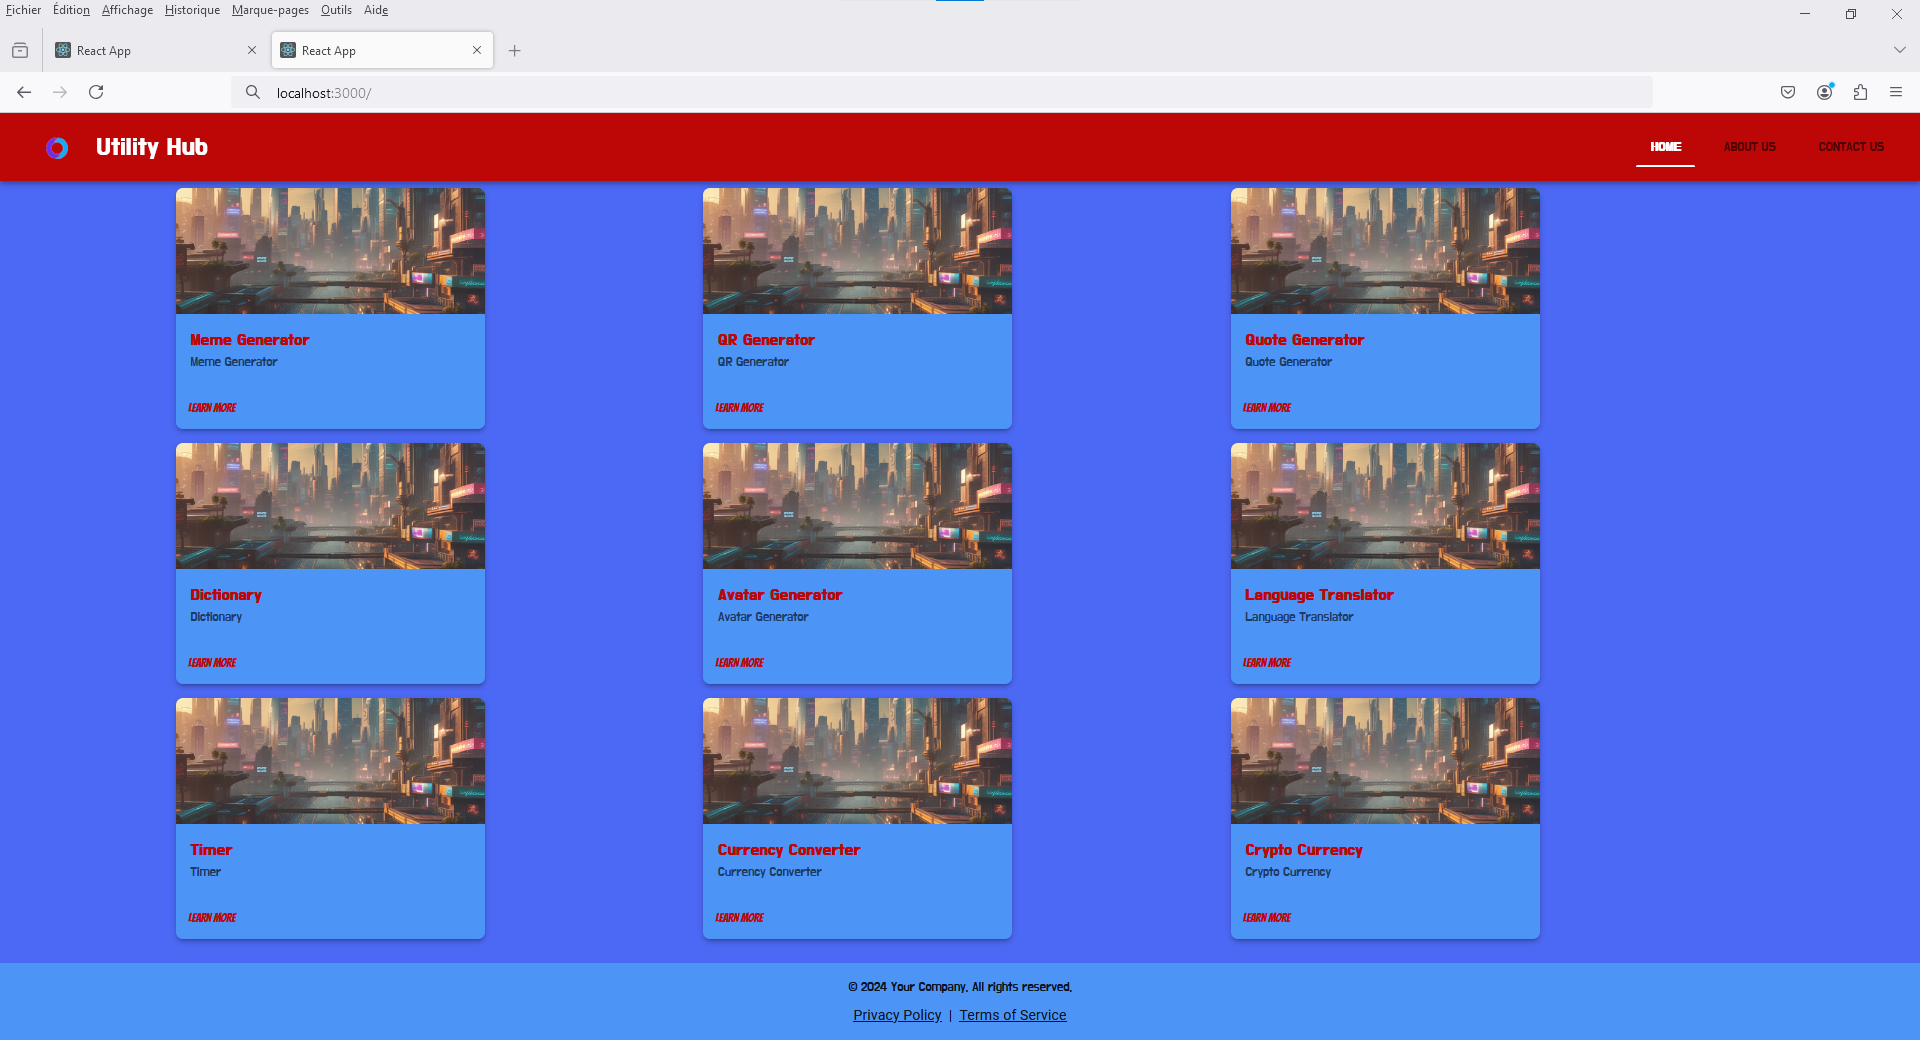 Fichier Édition Affichage Historique Marque-pages Outils Aide
React App
React App
localhost:3000/
Utility Hub
HOME ABOUT US CONTACT US
Meme Generator
Meme Generator
LEARN MORE
QR Generator
QR Generator
LEARN MORE
Quote Generator
Quote Generator
LEARN MORE
Dictionary
Dictionary
LEARN MORE
Avatar Generator
Avatar Generator
LEARN MORE
Language Translator
Language Translator
LEARN MORE
Timer
Timer
LEARN MORE
Currency Converter
Currency Converter
LEARN MORE
Crypto Currency
Crypto Currency
LEARN MORE
© 2024 Your Company. All rights reserved.
Privacy Policy | Terms of Service